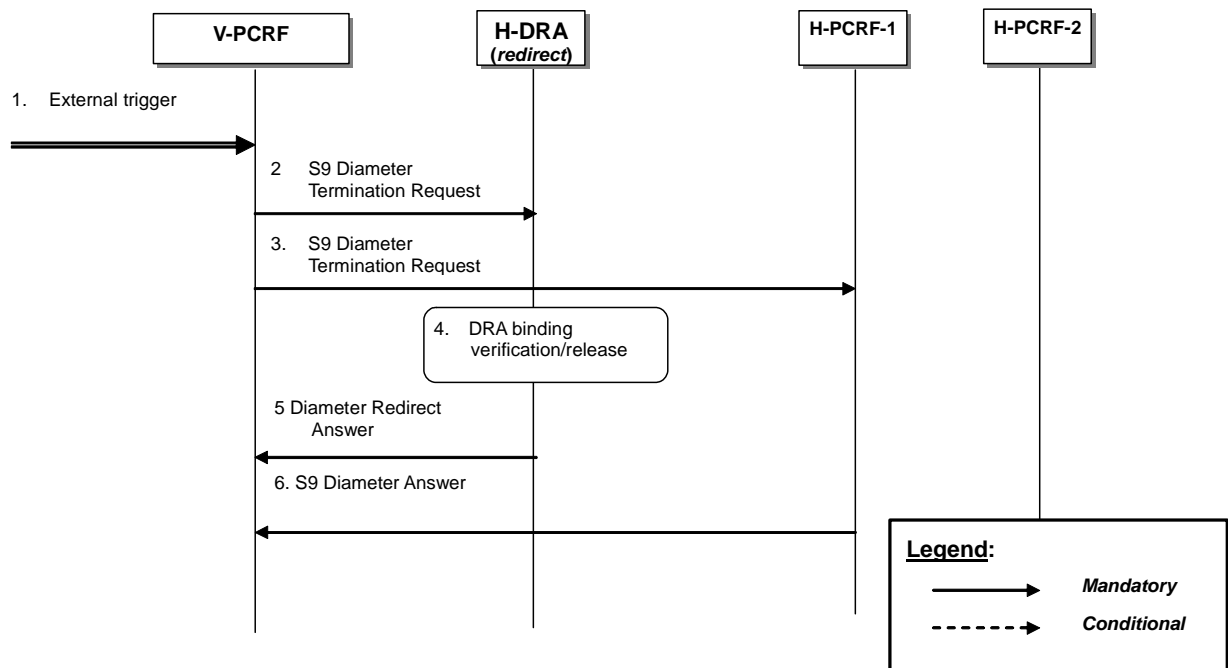 V-PCRF
H-DRA
(redirect)
H-PCRF-1
H-PCRF-2
1. External trigger
2 S9 Diameter
Termination Request
3. S9 Diameter
Termination Request
4. DRA binding
verification/release
5 Diameter Redirect
Answer
6. S9 Diameter Answer
Legend:
Mandatory
Conditional